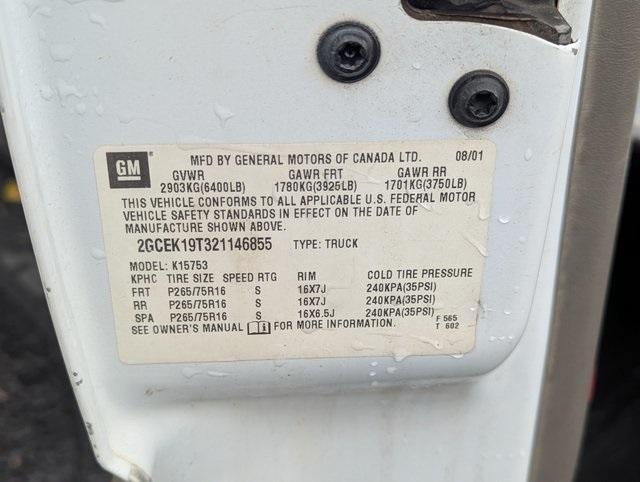 GM MFD BY GENERAL MOTORS OF CANADA LTD. 08/01
GVWR GAWR FRT GAWR RR
2903KG(6400LB) 1780KG(3925LB) 1701KG(3750LB)
THIS VEHICLE CONFORMS TO ALL APPLICABLE U.S. FEDERAL MOTOR
VEHICLE SAFETY STANDARDS IN EFFECT ON THE DATE OF
MANUFACTURE SHOWN ABOVE.
2GCEK19T321146855 TYPE: TRUCK
MODEL: K15753
KPHC TIRE SIZE SPEED RTG RIM COLD TIRE PRESSURE
FRT P265/75R16 S 16X7J 240KPA(35PSI)
RR P265/75R16 S 16X7J 240KPA(35PSI)
SPA P265/75R16 S 16X6.5J 240KPA(35PSI) F 565
SEE OWNER'S MANUAL FOR MORE INFORMATION. T 602